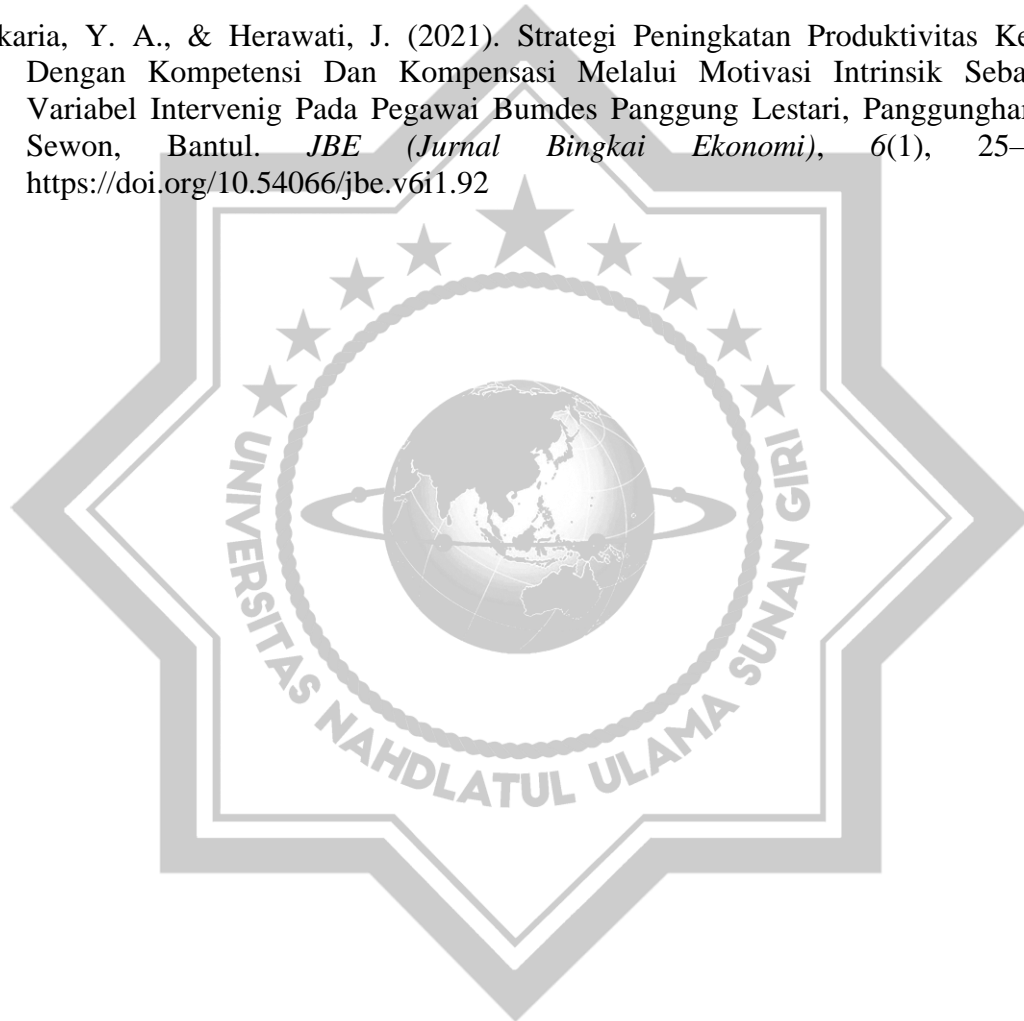 karia, Y. A., & Herawati, J. (2021). Strategi Peningkatan Produktivitas Ke
Dengan Kompetensi Dan Kompensasi Melalui Motivasi Intrinsik Seba
Variabel Intervenig Pada Pegawai Bumdes Panggung Lestari, Panggunghar
Sewon, Bantul. JBE (Jurnal Bingkai Ekonomi), 6(1), 25–
https://doi.org/10.54066/jbe.v6i1.92
UNIVERSITAS NAHDLATUL ULAMA SUNAN GIRI